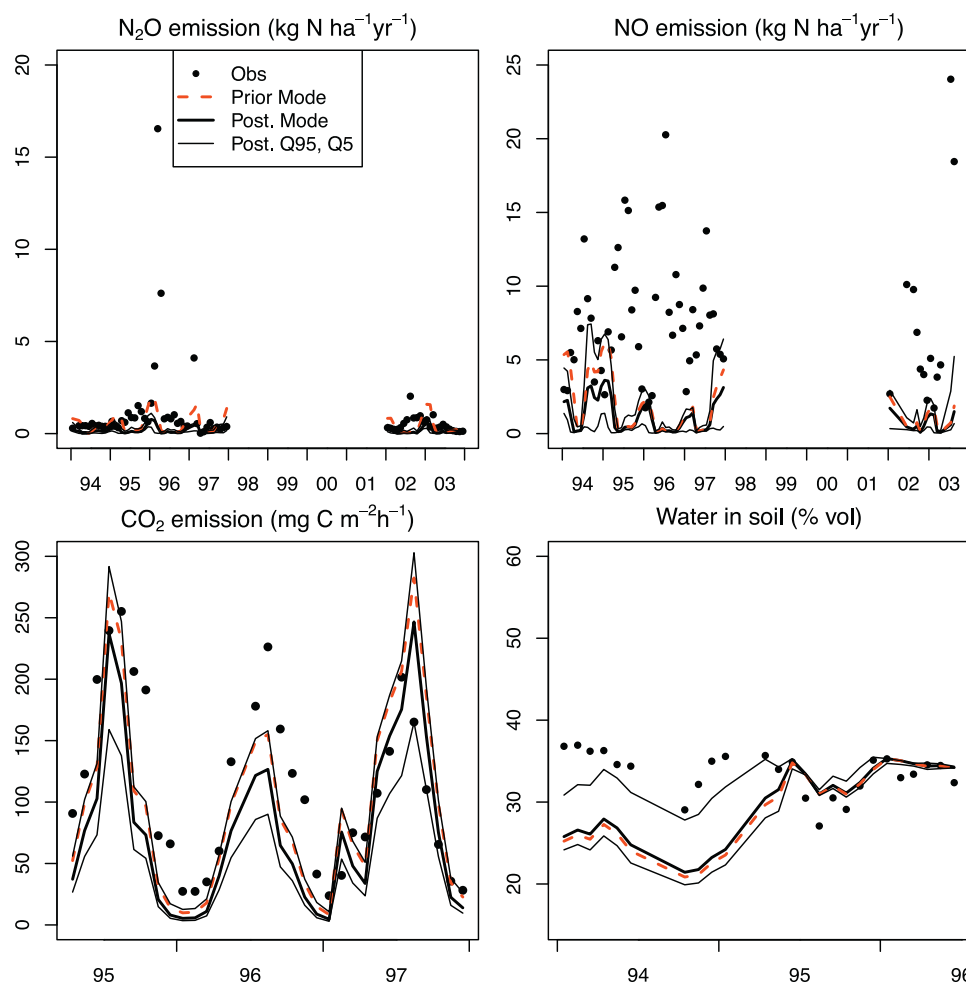 N₂O emission (kg N ha⁻¹yr⁻¹)
20
15
10
5
0
Obs
Prior Mode
Post. Mode
Post. Q95, Q5
94 95 96 97 98 99 00 01 02 03
NO emission (kg N ha⁻¹yr⁻¹)
25
20
15
10
5
0
94 95 96 97 98 99 00 01 02 03
CO₂ emission (mg C m⁻²h⁻¹)
300
250
200
150
100
50
0
95 96 97
Water in soil (% vol)
60
50
40
30
20
94 95 96